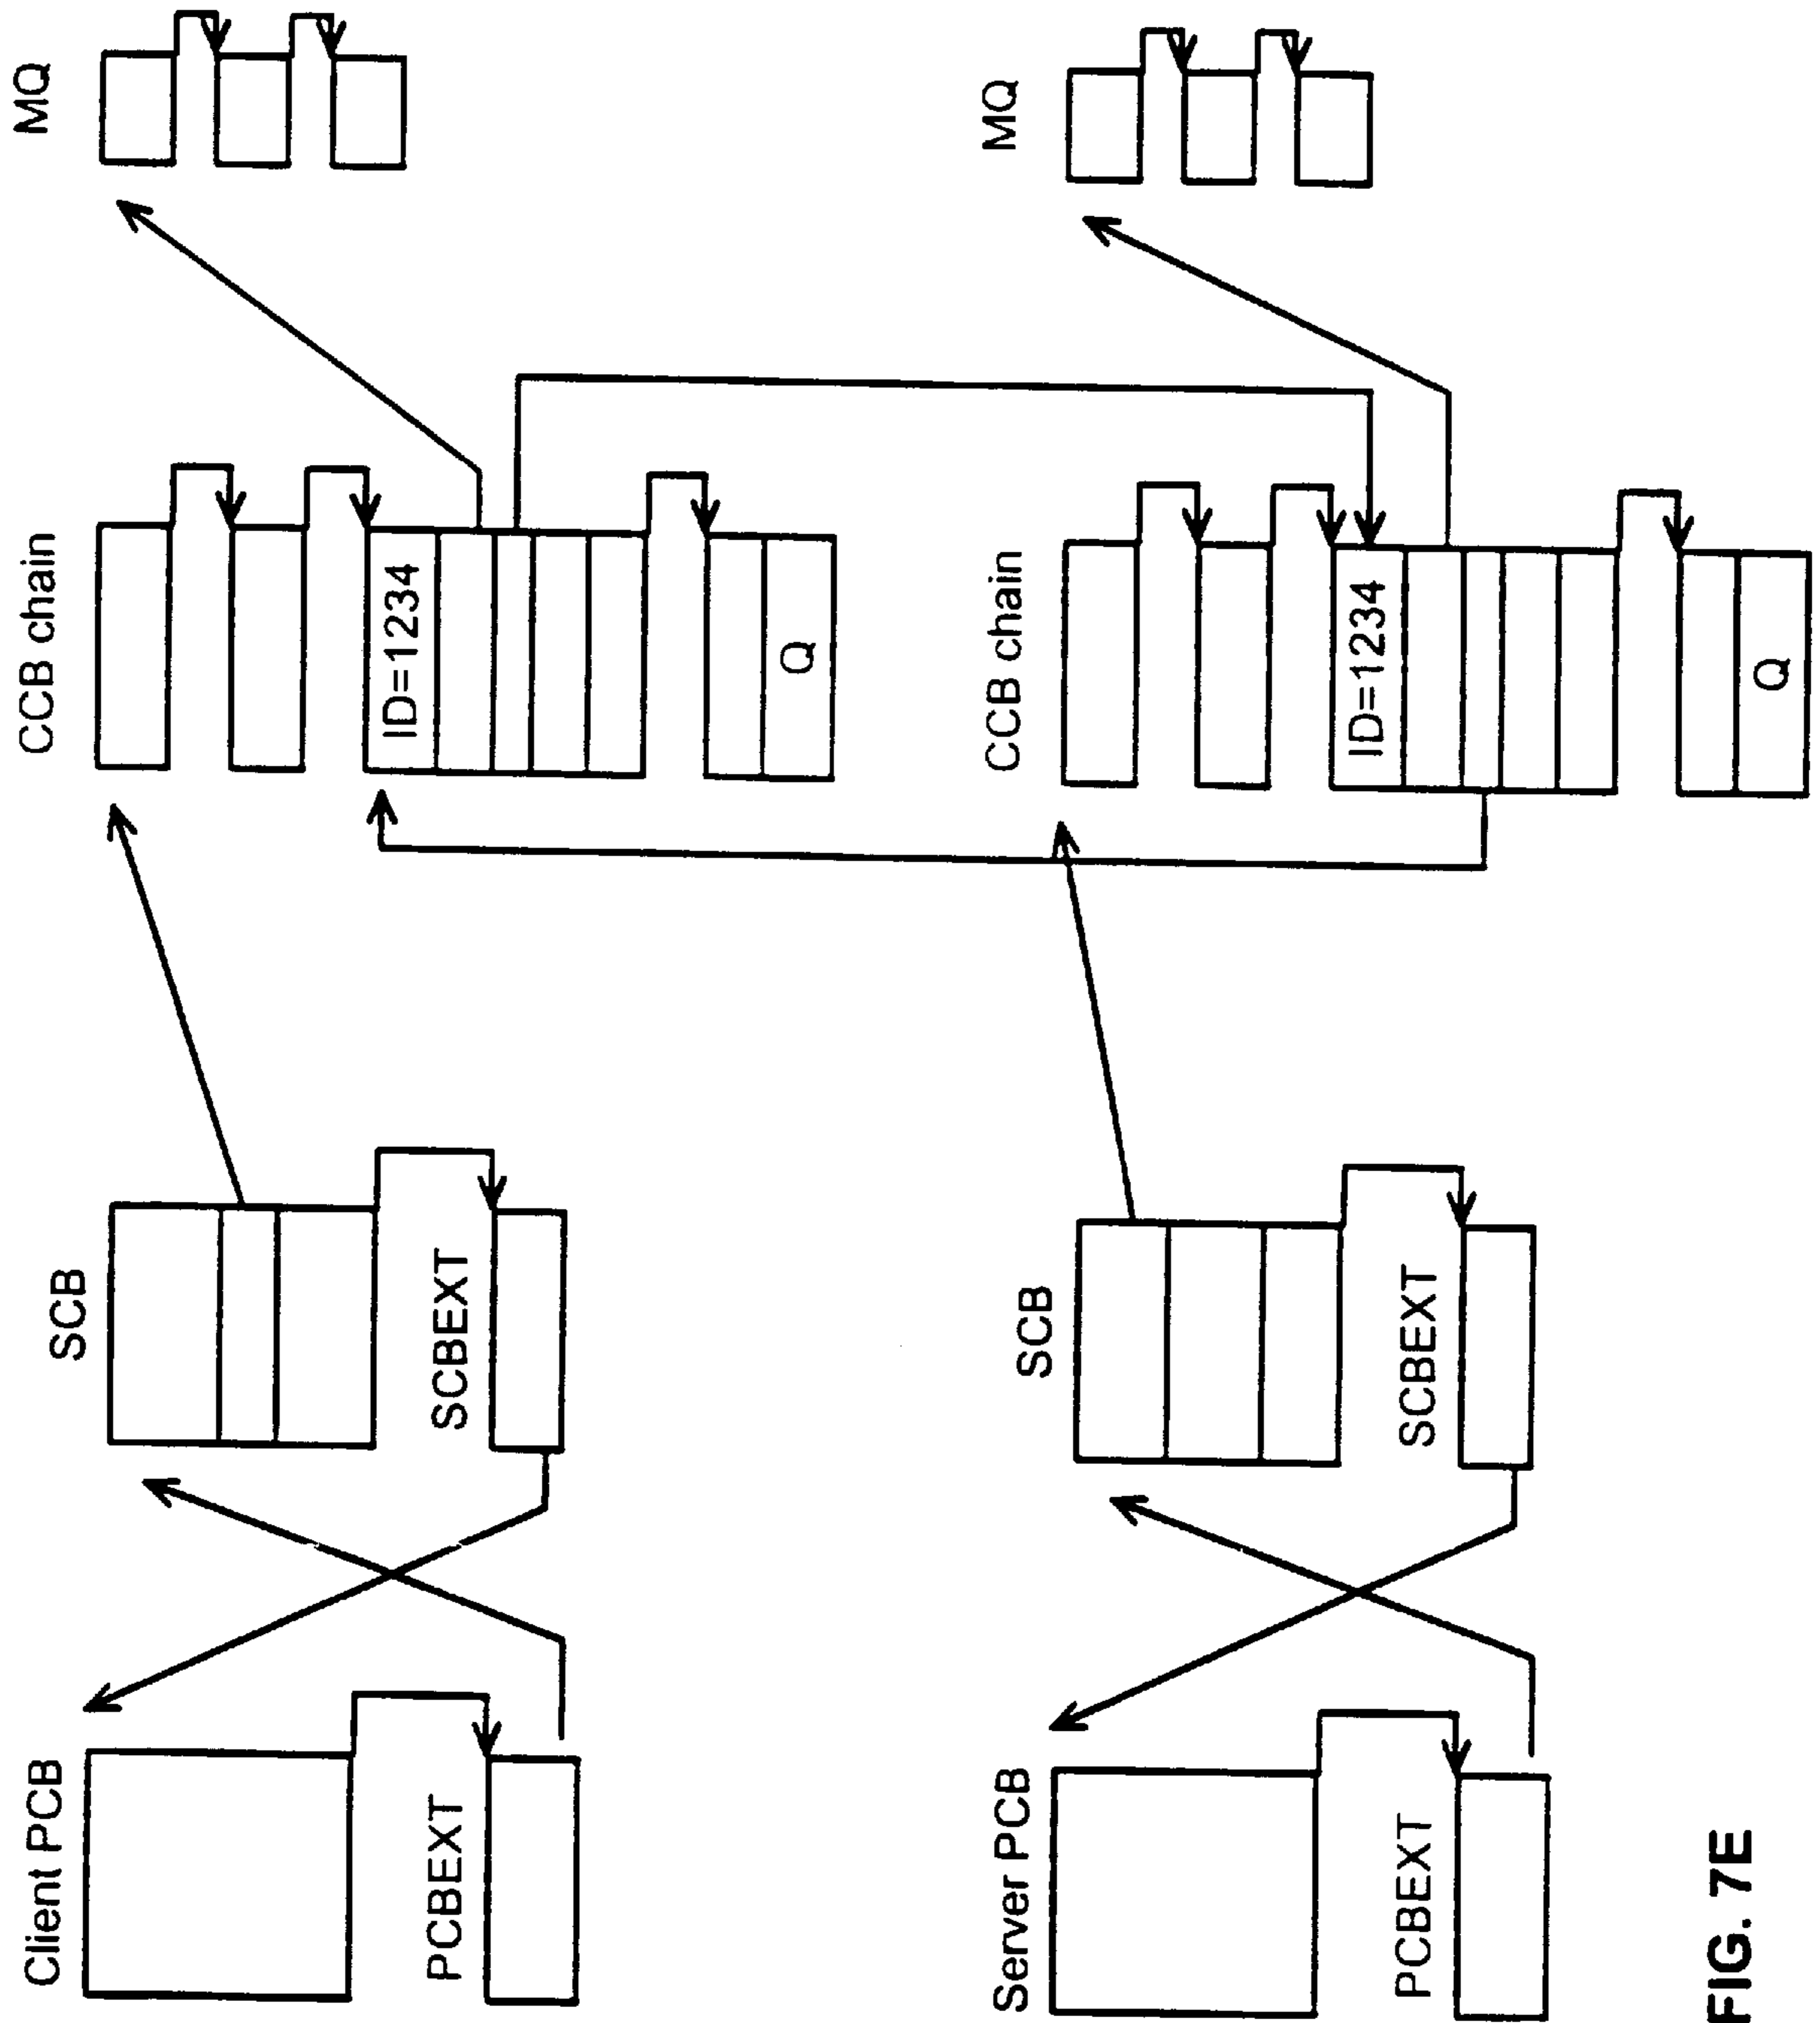 Client PCB
SCB
CCB chain
MQ
PCBEXT
SCBEXT
ID=1234
Q
Server PCB
SCB
CCB chain
MQ
PCBEXT
SCBEXT
ID=1234
Q
FIG. 7E